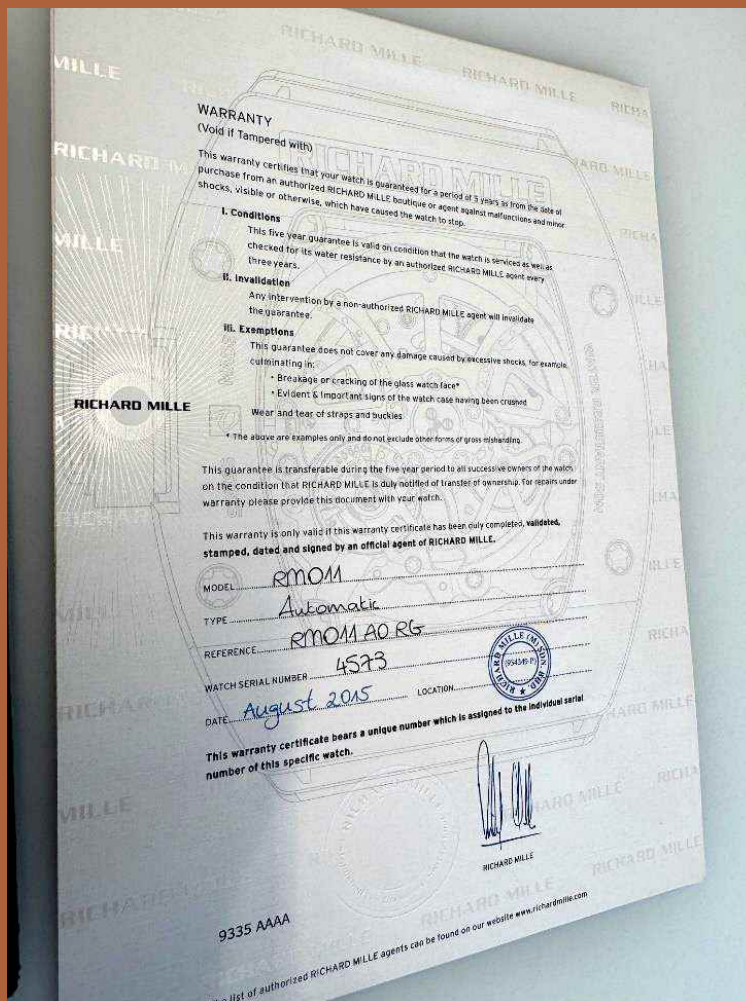 RICHARD MILLE RICHARD MILLE
MILLE
RICHARD MILLE
WARRANTY
(Void if Tampered with)
This warranty certifies that your watch is guaranteed for a period of 5 years as from the date of
purchase from an authorized RICHARD MILLE boutique or agent against malfunctions and minor
shocks, visible or otherwise, which have caused the watch to stop.
I. Conditions
This five year guarantee is valid on condition that the watch is serviced as well as
checked for its water resistance by an authorized RICHARD MILLE agent every
three years.
II. Invalidation
Any intervention by a non-authorized RICHARD MILLE agent will invalidate
the guarantee.
III. Exemptions
This guarantee does not cover any damage caused by excessive shocks, for example,
culminating in:
• Breakage or cracking of the glass watch face*
• Evident & Important signs of the watch case having been crushed
Wear and tear of straps and buckles
* The above are examples only and do not exclude other forms of gross mishandling.
RICHARD MILLE
This guarantee is transferable during the five year period to all successive owners of the watch
on the condition that RICHARD MILLE is duly notified of transfer of ownership. For repairs under
warranty please provide this document with your watch.
This warranty is only valid if this warranty certificate has been duly completed, validated,
stamped, dated and signed by an official agent of RICHARD MILLE.
MODEL RM011
TYPE Automatic
REFERENCE RM011 AO RG
WATCH SERIAL NUMBER 4573
DATE August 2015 LOCATION
RICHARD MILLE (M) SDN BHD
(954349-P)
This warranty certificate bears a unique number which is assigned to the individual serial
number of this specific watch.
RICHARD MILLE
9335 AAAA
list of authorized RICHARD MILLE agents can be found on our website www.richardmille.com